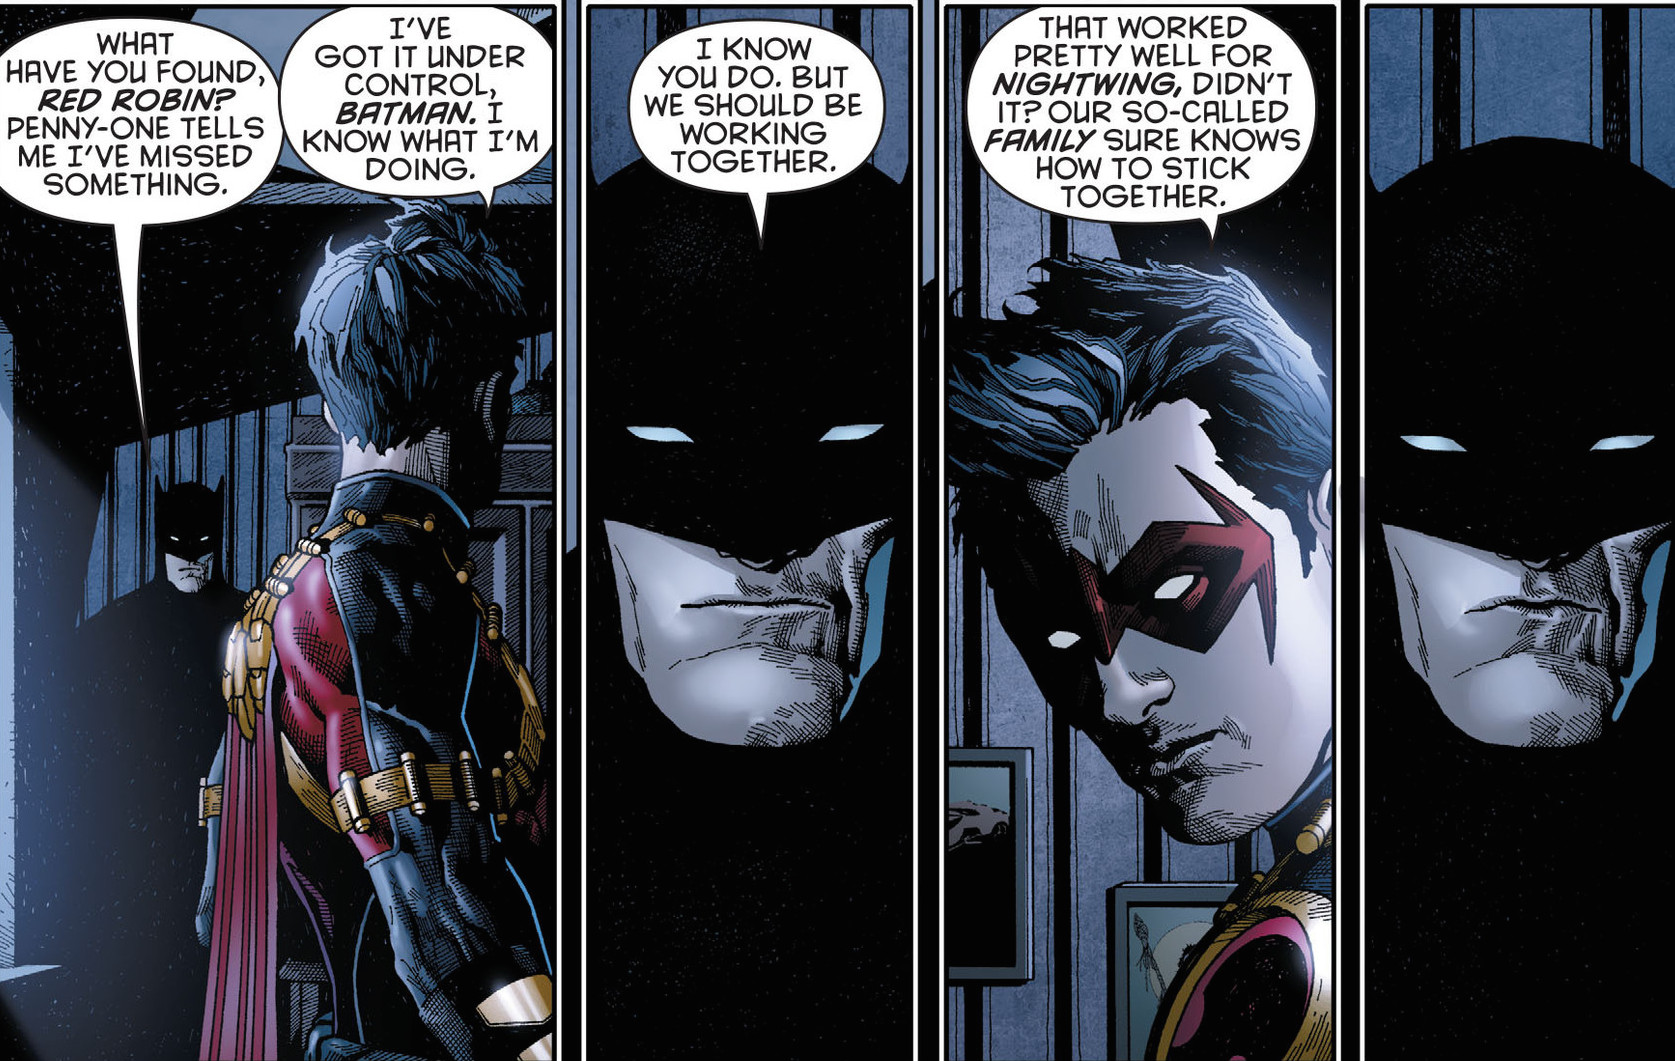 WHAT
HAVE YOU FOUND,
RED ROBIN?
PENNY-ONE TELLS
ME I'VE MISSED
SOMETHING.
I'VE
GOT IT UNDER
CONTROL,
BATMAN. I
KNOW WHAT I'M
DOING.
I KNOW
YOU DO. BUT
WE SHOULD BE
WORKING
TOGETHER.
THAT WORKED
PRETTY WELL FOR
NIGHTWING, DIDN'T
IT? OUR SO-CALLED
FAMILY SURE KNOWS
HOW TO STICK
TOGETHER.